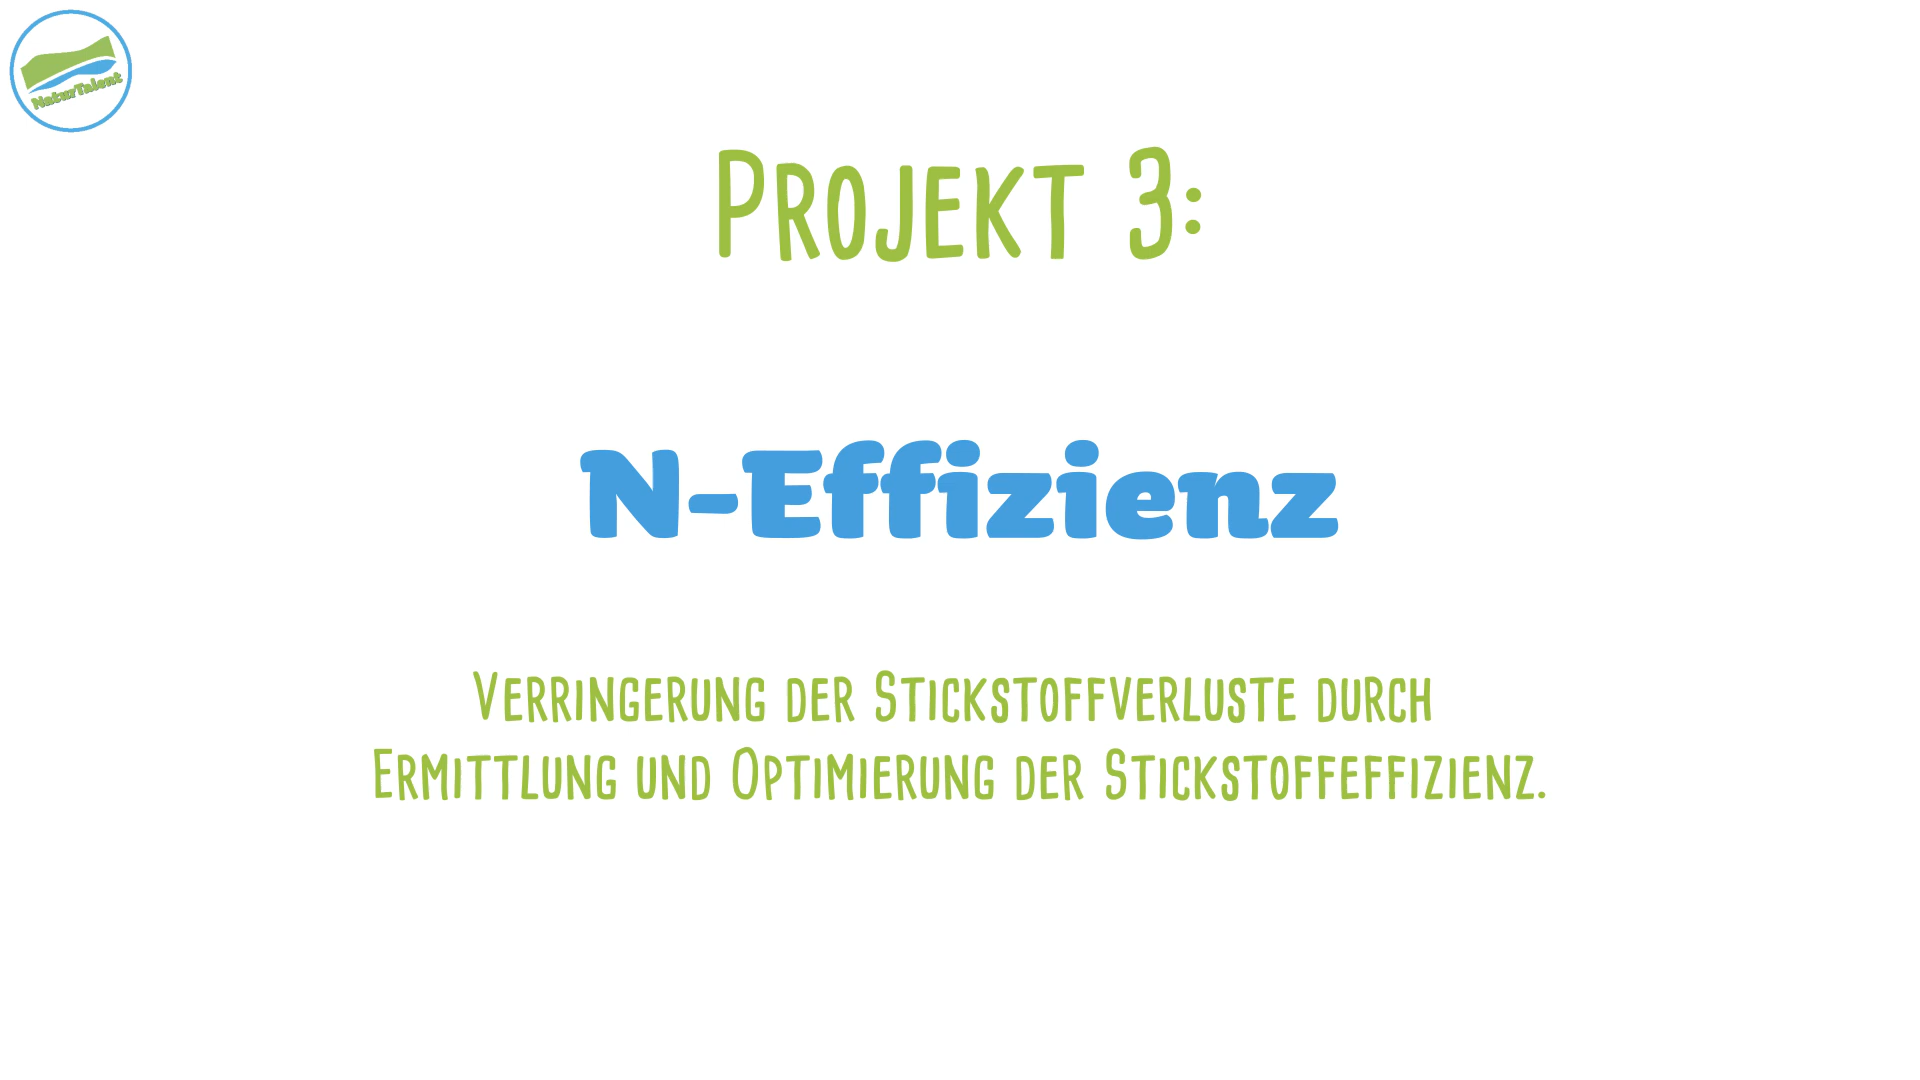 NaturTalent
Projekt 3:
N-Effizienz
Verringerung der Stickstoffverluste durch
Ermittlung und Optimierung der Stickstoffeffizienz.